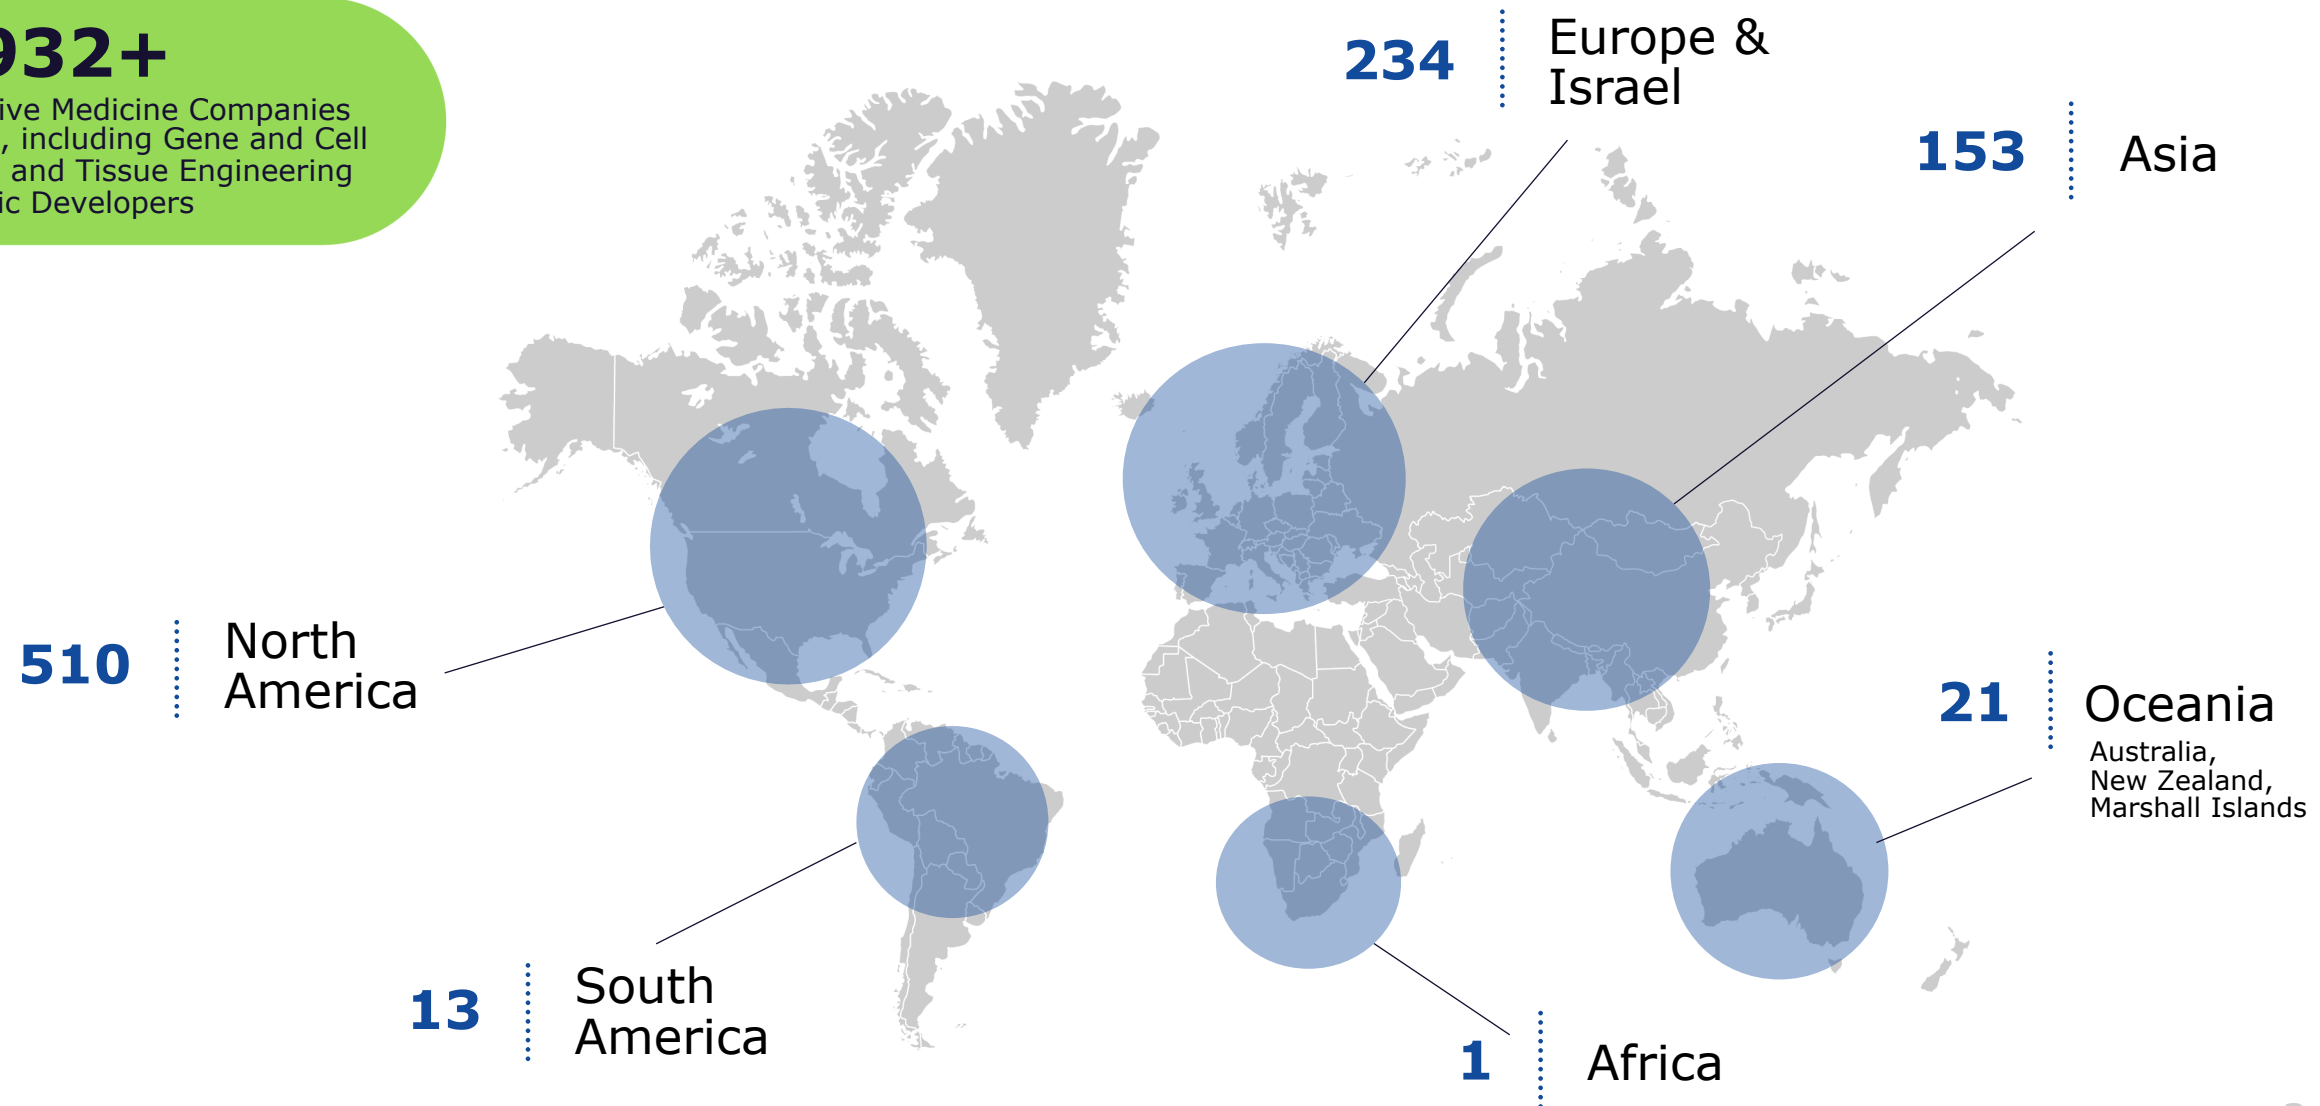 932+
ive Medicine Companies
, including Gene and Cell
and Tissue Engineering
ic Developers
234
Europe &
Israel
153
Asia
510
North
America
21
Oceania
Australia,
New Zealand,
Marshall Islands
13
South
America
1
Africa